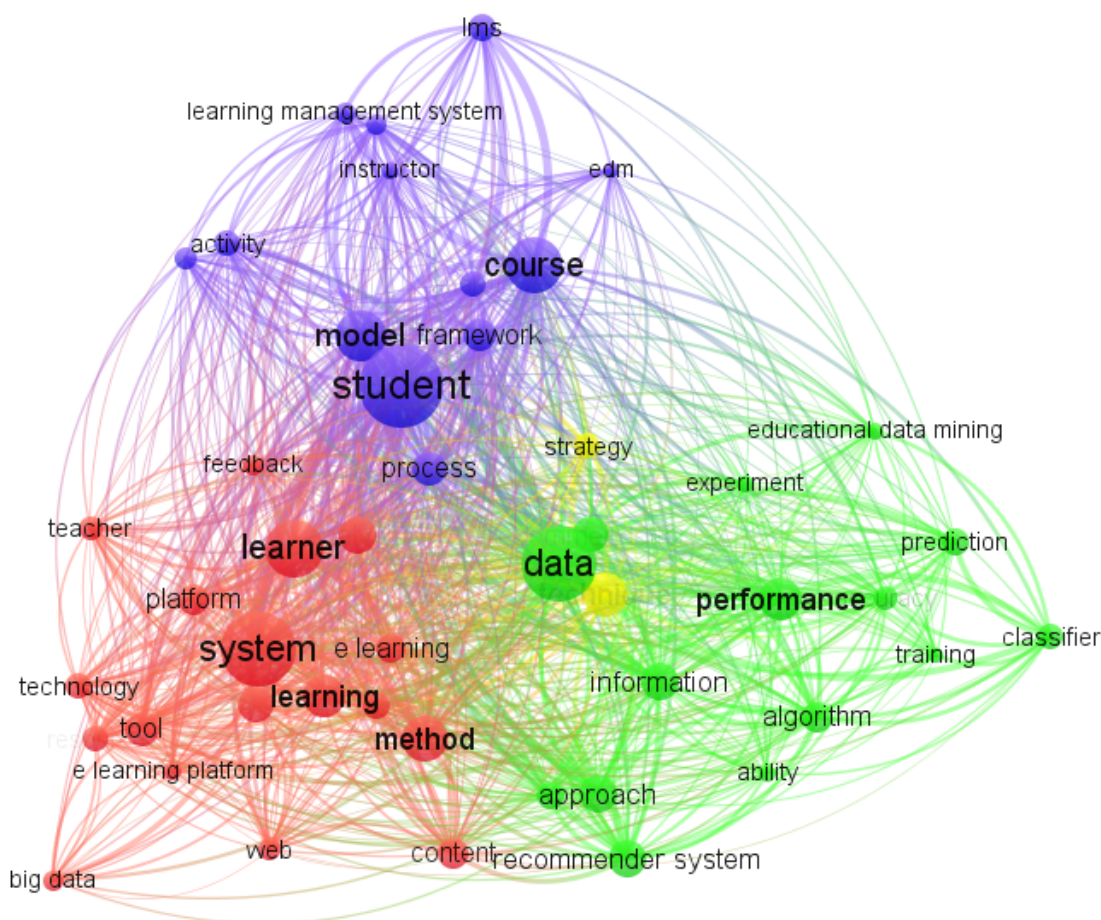 lms
learning management system
instructor
edm
activity
course
model
framework
student
educational data mining
strategy
feedback
process
experiment
teacher
prediction
learner
data
platform
performance
classifier
system
e learning
training
information
technology
learning
algorithm
tool
method
e learning platform
ability
approach
web
content
recommender system
big data